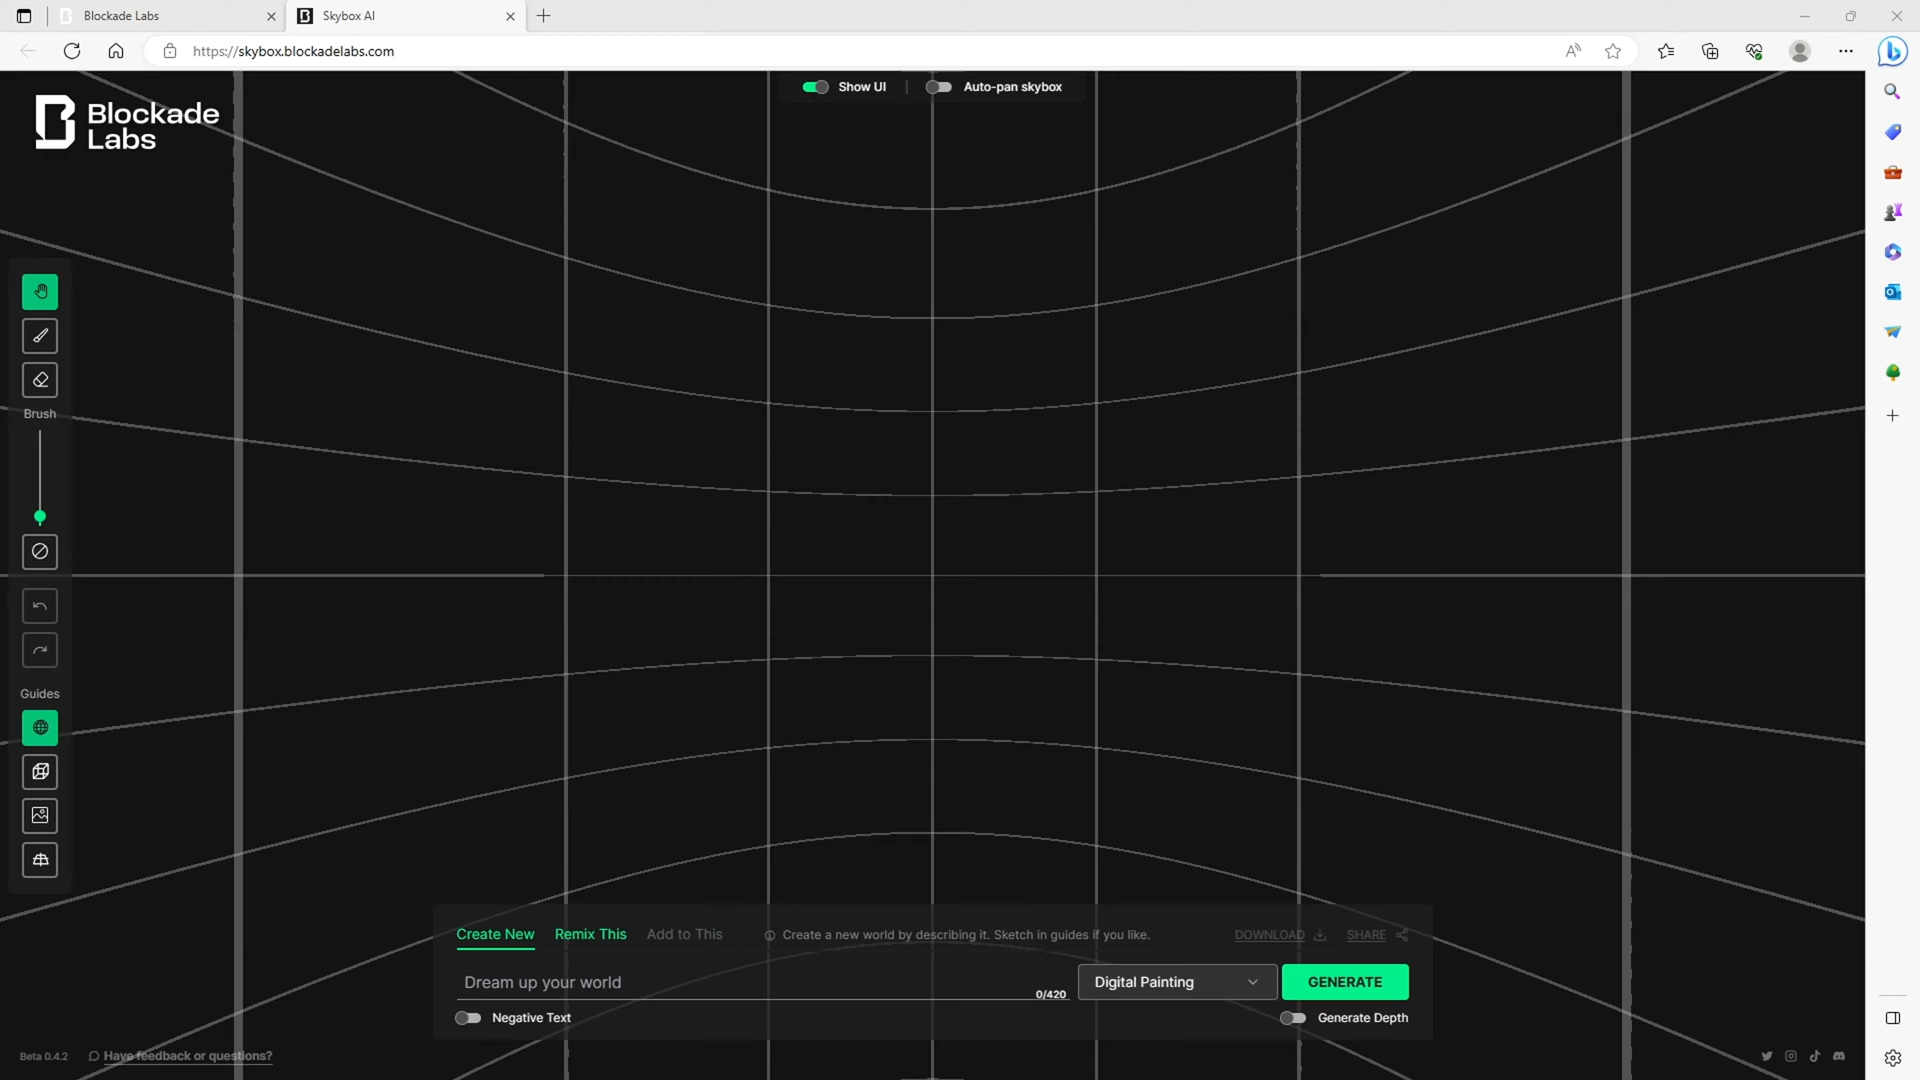 Blockade Labs
Skybox AI
https://skybox.blockadelabs.com
Show UI
Auto-pan skybox
Blockade
Labs
Brush
Guides
Create New
Remix This
Add to This
Create a new world by describing it. Sketch in guides if you like.
DOWNLOAD
SHARE
Dream up your world
0/420
Digital Painting
GENERATE
Negative Text
Generate Depth
Beta 0.4.2
Have feedback or questions?